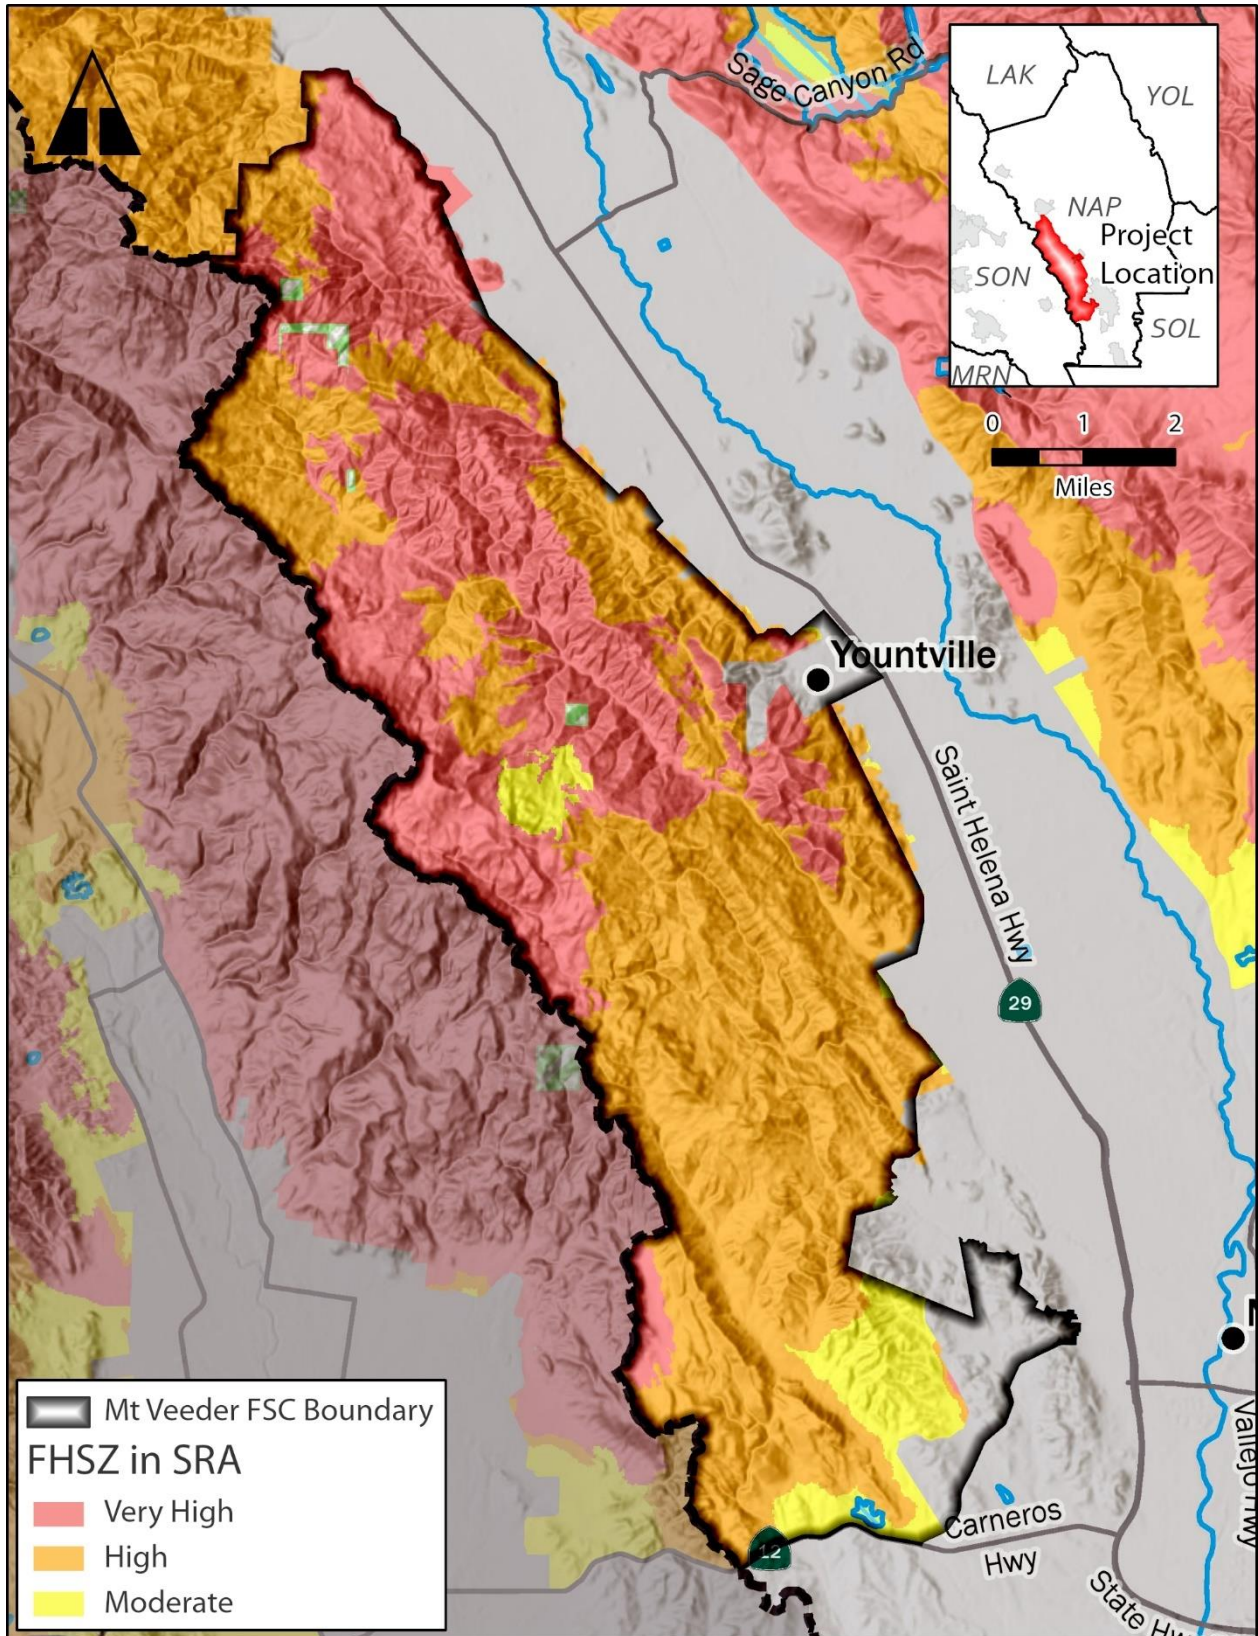 Sage Canyon Rd
LAK
YOL
NAP
Project
Location
SON
SOL
MRN
0 1 2
Miles
Yountville
Saint Helena Hwy
29
Mt Veeder FSC Boundary
FHSZ in SRA
Very High
High
Moderate
12
Carneros
Hwy
Vallejo Hwy
State Hw